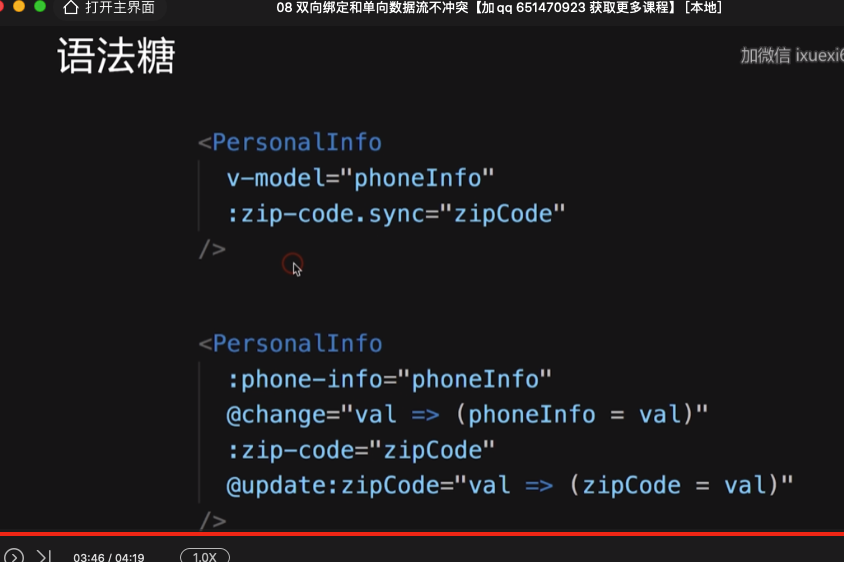 打开主界面
08 双向绑定和单向数据流不冲突【加qq 651470923 获取更多课程】 [本地]
语法糖
加微信 ixuexi6
<PersonalInfo
v-model="phoneInfo"
:zip-code.sync="zipCode"
/>
<PersonalInfo
:phone-info="phoneInfo"
@change="val => (phoneInfo = val)"
:zip-code="zipCode"
@update:zipCode="val => (zipCode = val)"
/>
03:46 / 04:19
1.0X